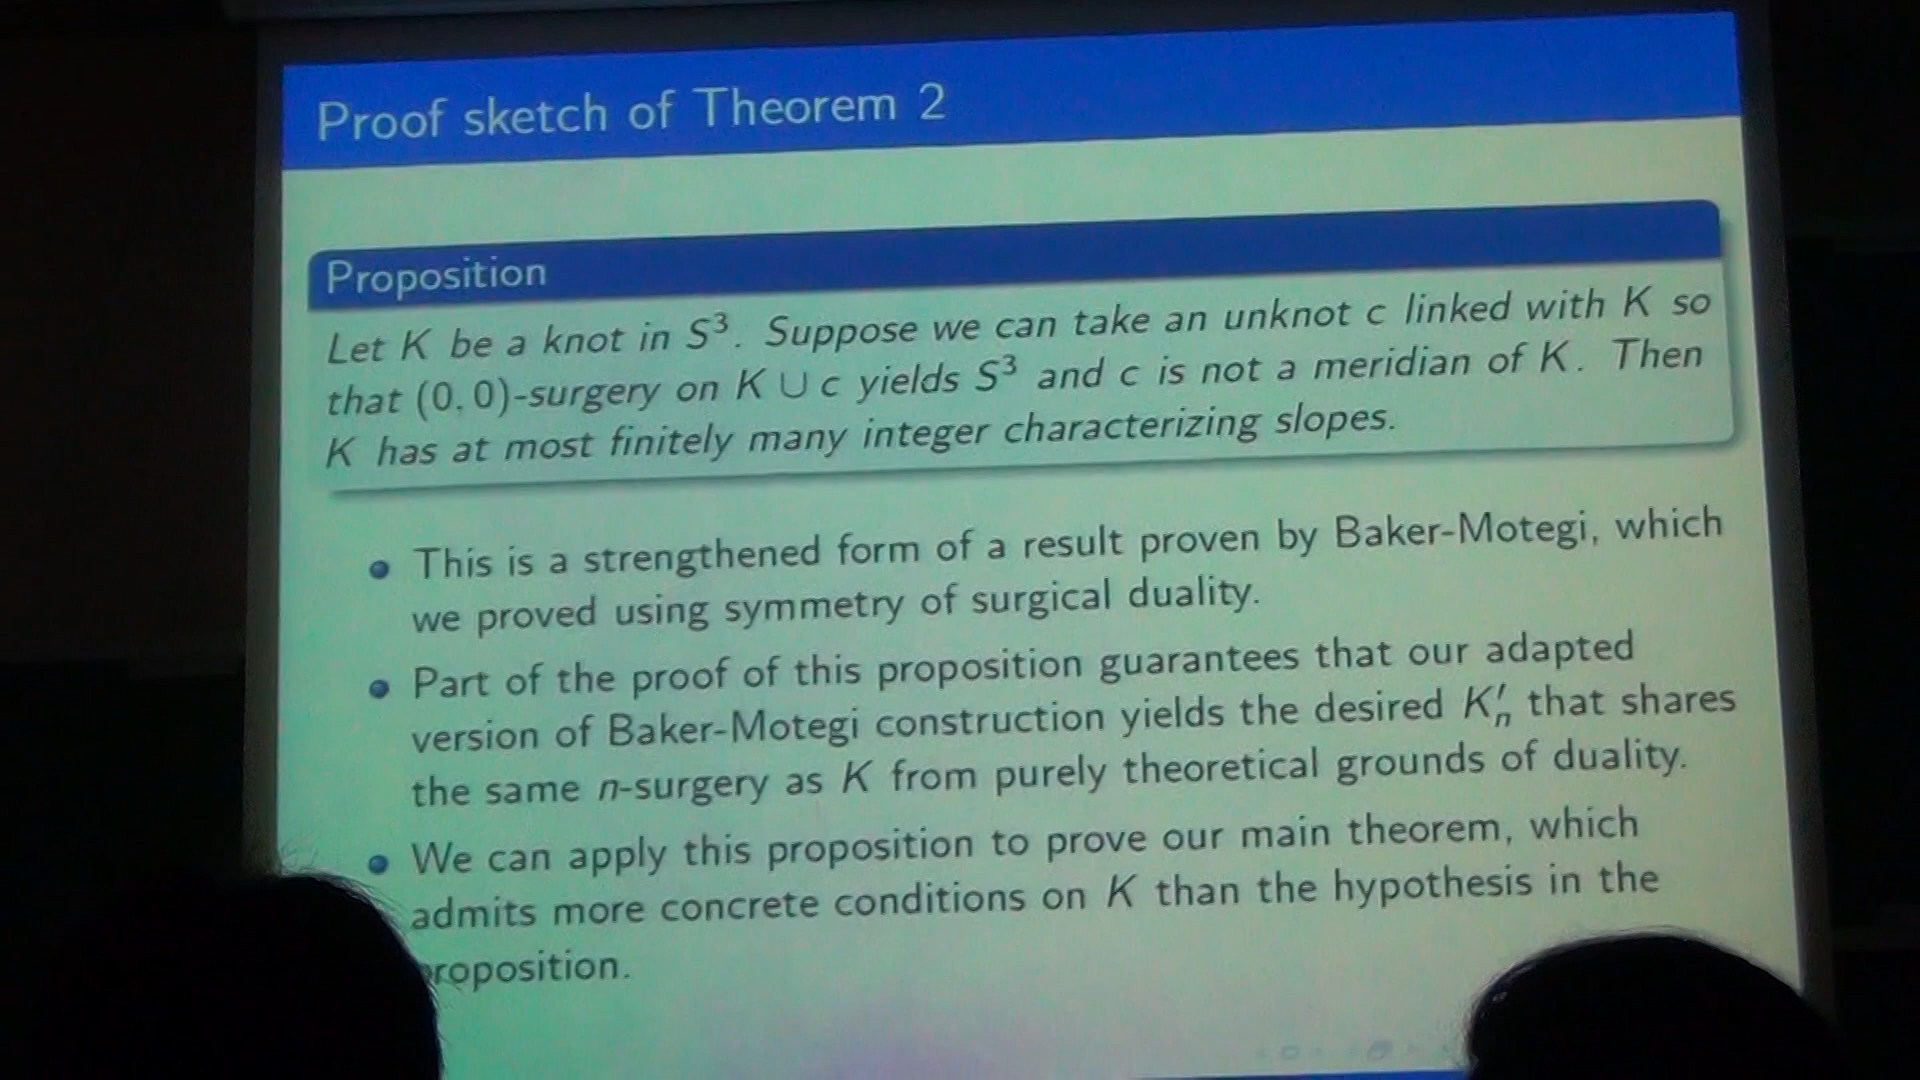 Proof sketch of Theorem 2
Proposition
Let K be a knot in S³. Suppose we can take an unknot c linked with K so
that (0, 0)-surgery on K ∪ c yields S³ and c is not a meridian of K. Then
K has at most finitely many integer characterizing slopes.
• This is a strengthened form of a result proven by Baker-Motegi, which
we proved using symmetry of surgical duality.
• Part of the proof of this proposition guarantees that our adapted
version of Baker-Motegi construction yields the desired K′ₙ that shares
the same n-surgery as K from purely theoretical grounds of duality.
• We can apply this proposition to prove our main theorem, which
admits more concrete conditions on K than the hypothesis in the
proposition.